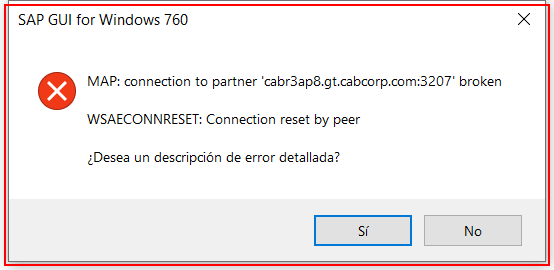 SAP GUI for Windows 760
MAP: connection to partner 'cabr3ap8.gt.cabcorp.com:3207' broken
WSAECONNRESET: Connection reset by peer
¿Desea un descripción de error detallada?
Sí
No